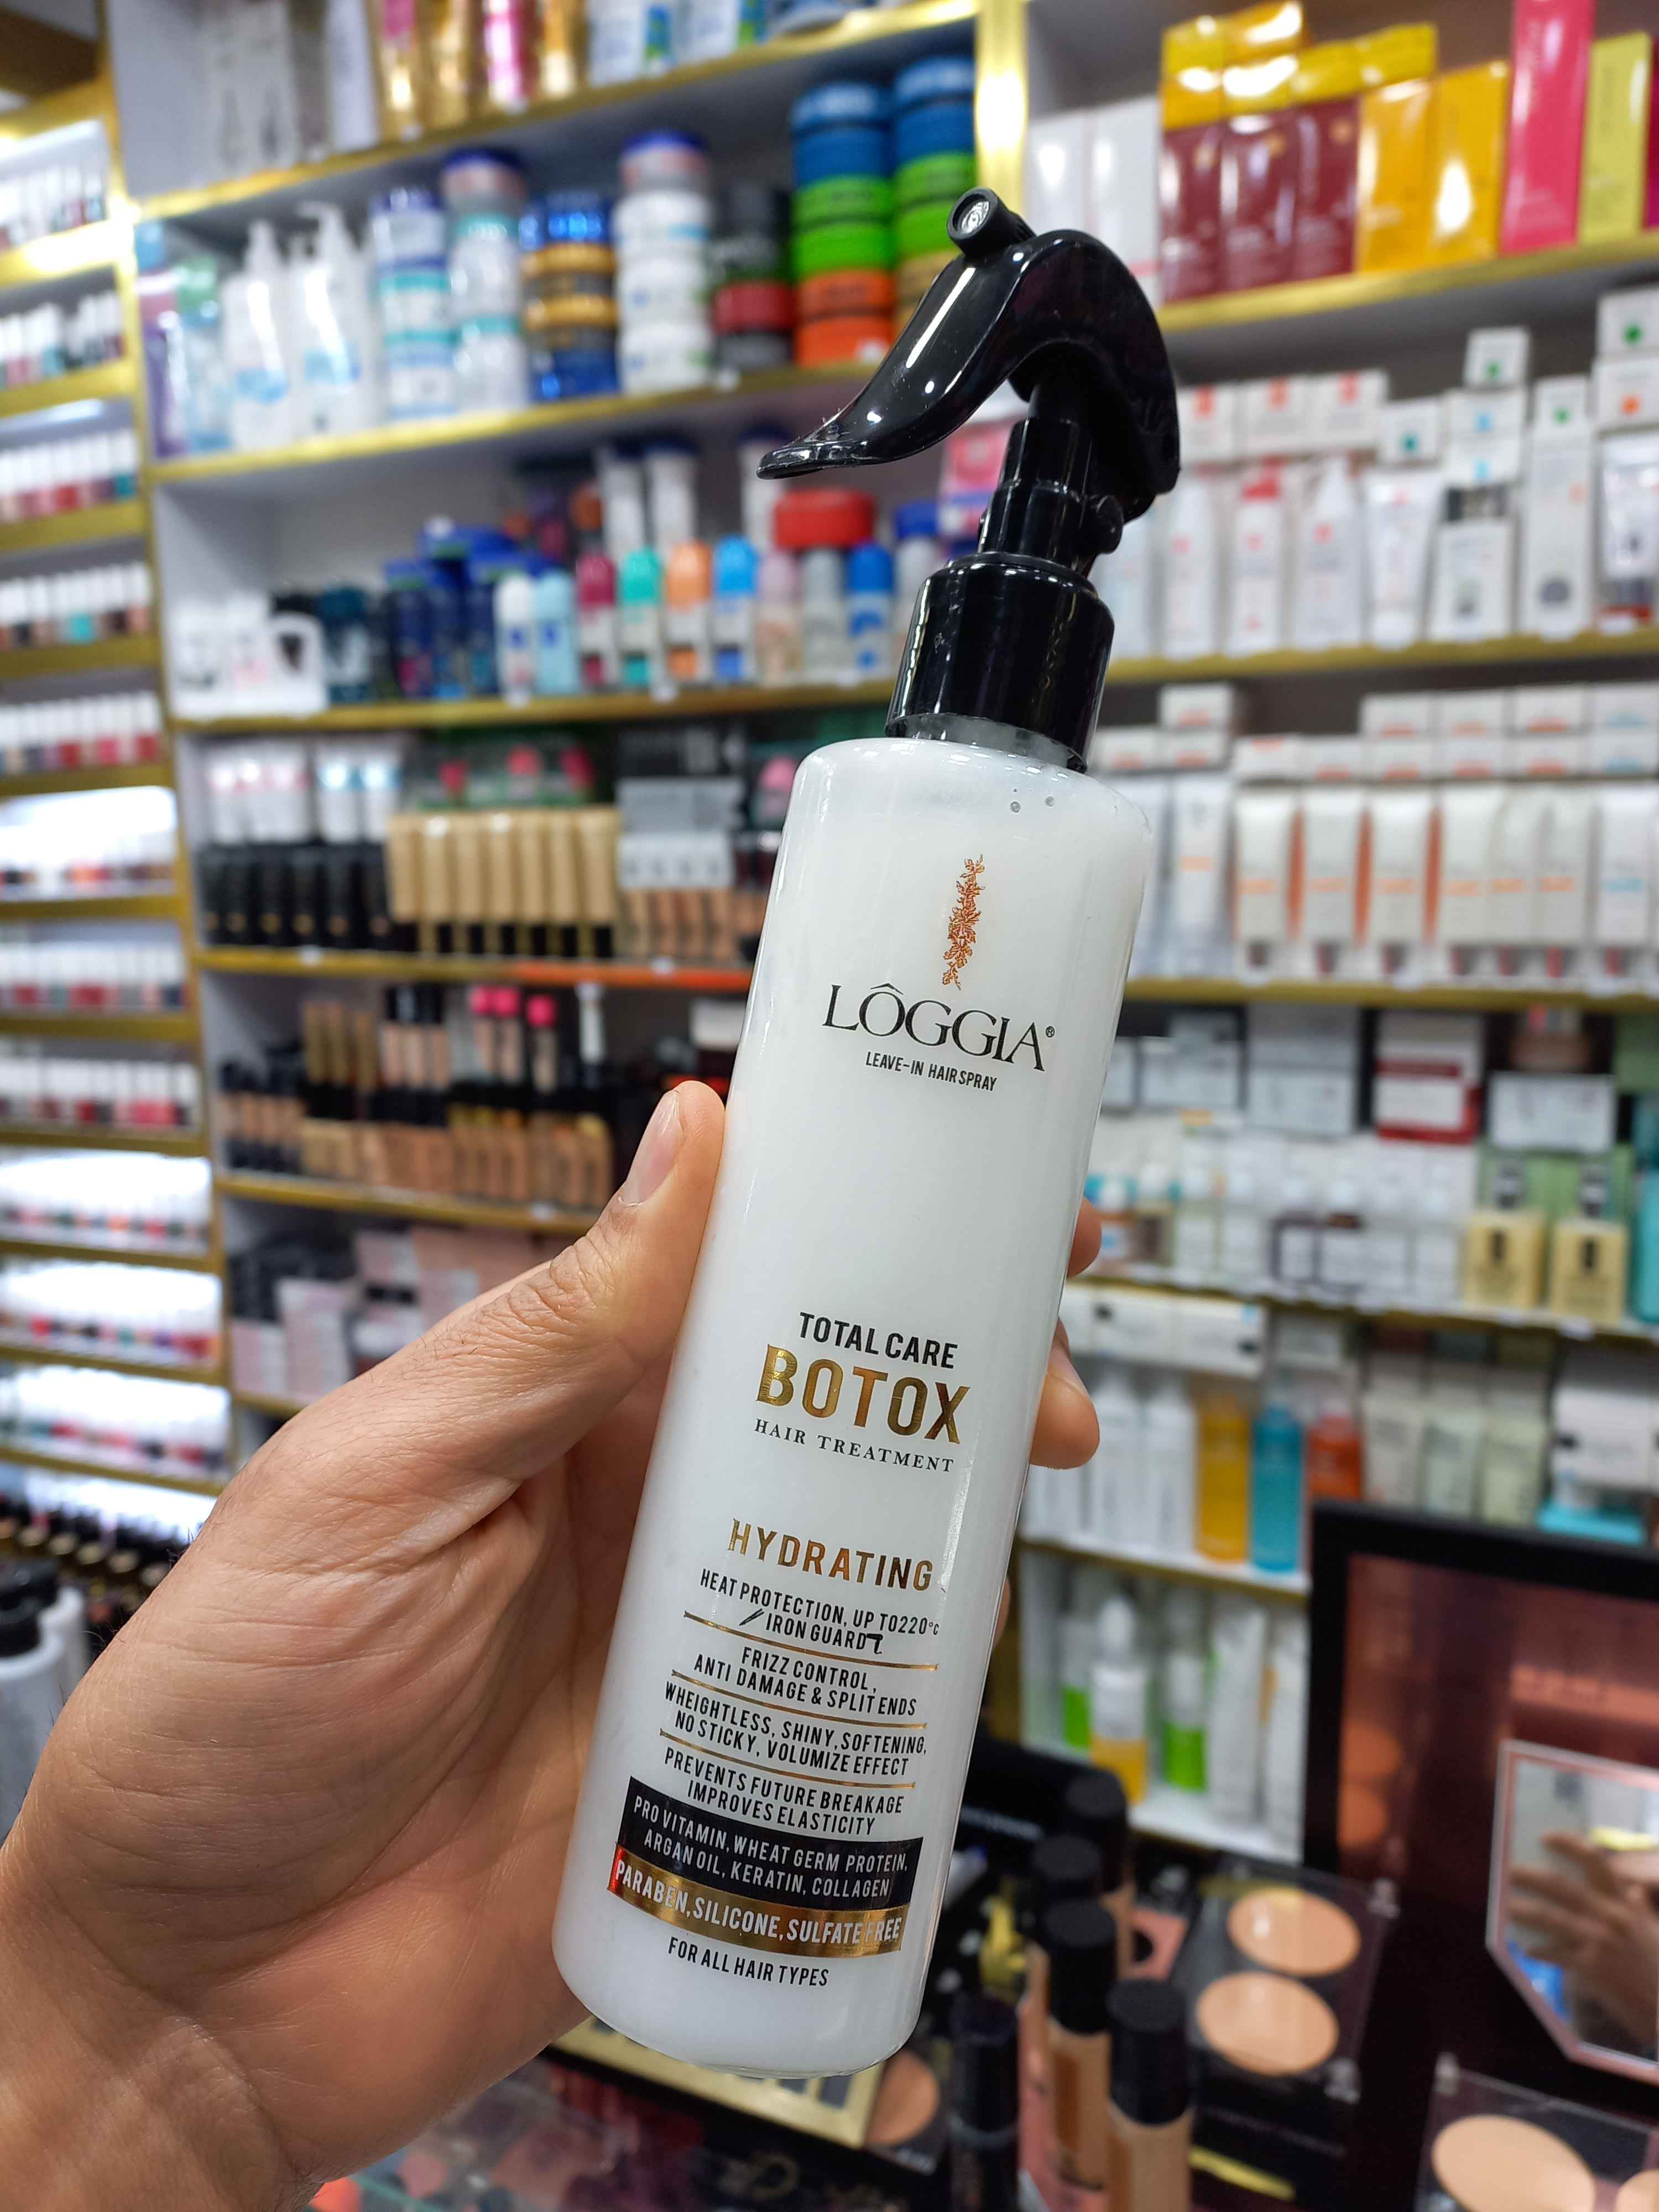 LÔGGIA®
LEAVE-IN HAIR SPRAY
TOTAL CARE
BOTOX
HAIR TREATMENT
HYDRATING
HEAT PROTECTION, UP TO 220°C
IRON GUARD
FRIZZ CONTROL,
ANTI DAMAGE & SPLIT ENDS
WHEIGHTLESS, SHINY, SOFTENING,
NO STICKY, VOLUMIZE EFFECT
PREVENTS FUTURE BREAKAGE
IMPROVES ELASTICITY
PRO VITAMIN, WHEAT GERM PROTEIN,
ARGAN OIL, KERATIN, COLLAGEN
PARABEN, SILICONE, SULFATE FREE
FOR ALL HAIR TYPES